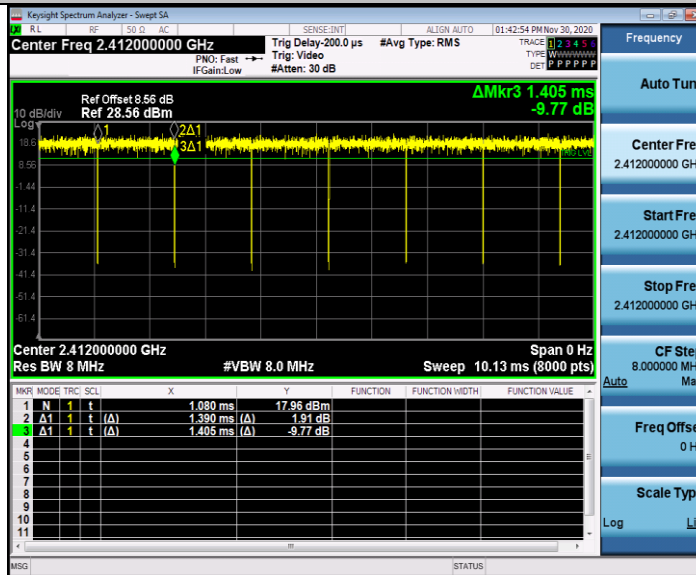 Keysight Spectrum Analyzer - Swept SA
LXI RL RF 50 Ω AC SENSE:INT ALIGN AUTO 01:42:54 PM Nov 30, 2020
Center Freq 2.412000000 GHz
PNO: Fast
IFGain:Low
Trig Delay-200.0 µs
Trig: Video
#Atten: 30 dB
#Avg Type: RMS
TRACE 1 2 3 4 5 6
TYPE WWWWWW
DET P P P P P P
Frequency
ΔMkr3 1.405 ms
-9.77 dB
Ref Offset 8.56 dB
10 dB/div Ref 28.56 dBm
Log
1
2Δ1
3Δ1
18.6
8.56
-1.44
-11.4
-21.4
-31.4
-41.4
-51.4
-61.4
Center 2.412000000 GHz Span 0 Hz
Res BW 8 MHz #VBW 8.0 MHz Sweep 10.13 ms (8000 pts)
MKR MODE TRC SCL X Y FUNCTION FUNCTION WIDTH FUNCTION VALUE
1 N 1 t 1.080 ms 17.96 dBm
2 Δ1 1 t (Δ) 1.390 ms (Δ) 1.91 dB
3 Δ1 1 t (Δ) 1.405 ms (Δ) -9.77 dB
4
5
6
7
8
9
10
11
MSG STATUS
Auto Tun
Center Fre
2.412000000 GH
Start Fre
2.412000000 GH
Stop Fre
2.412000000 GH
CF Ste
8.000000 MH
Auto Ma
Freq Offse
0 H
Scale Typ
Log Li